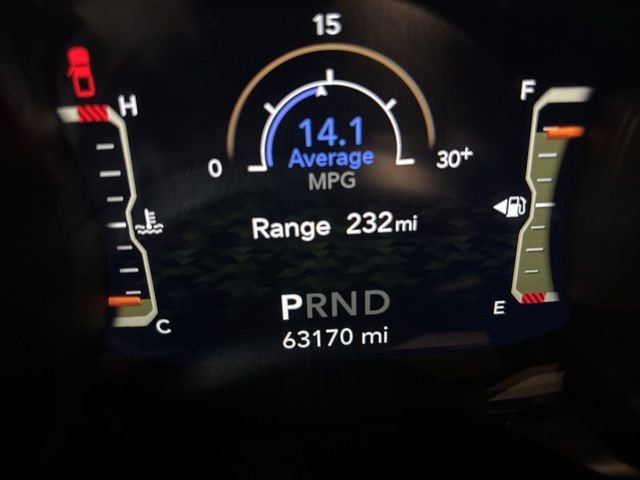 15
H
F
14.1
Average
0
30+
MPG
Range 232mi
PRND
E
C
63170 mi